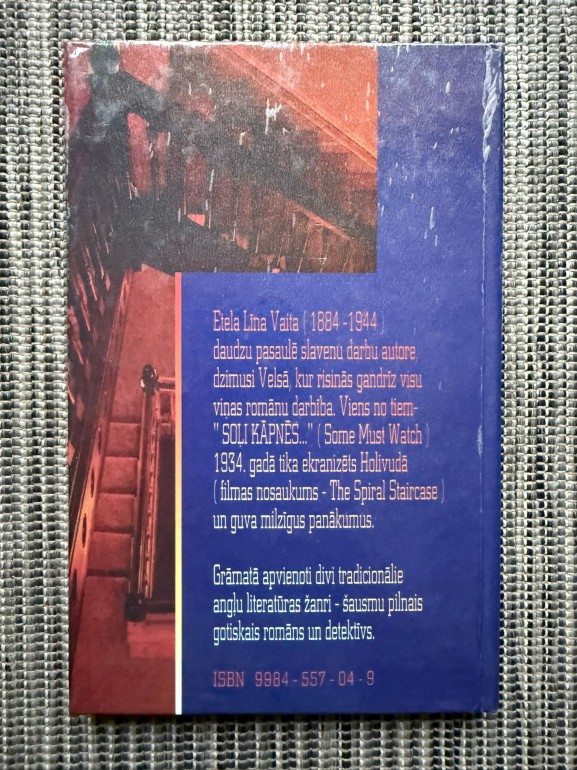 Etela Līna Vaita ( 1884 -1944 )
daudzu pasaulē slavenu darbu autore,
dzimusi Velsā, kur risinās gandrīz visu
viņas romānu darbība. Viens no tiem-
" SOĻI KĀPNĒS..." ( Some Must Watch )
1934. gadā tika ekranizēts Holivudā
( filmas nosaukums - The Spiral Staircase )
un guva milzīgus panākumus.
Grāmatā apvienoti divi tradicionālie
angļu literatūras žanri - šausmu pilnais
gotiskais romāns un detektīvs.
ISBN 9984 - 557 - 04 - 9